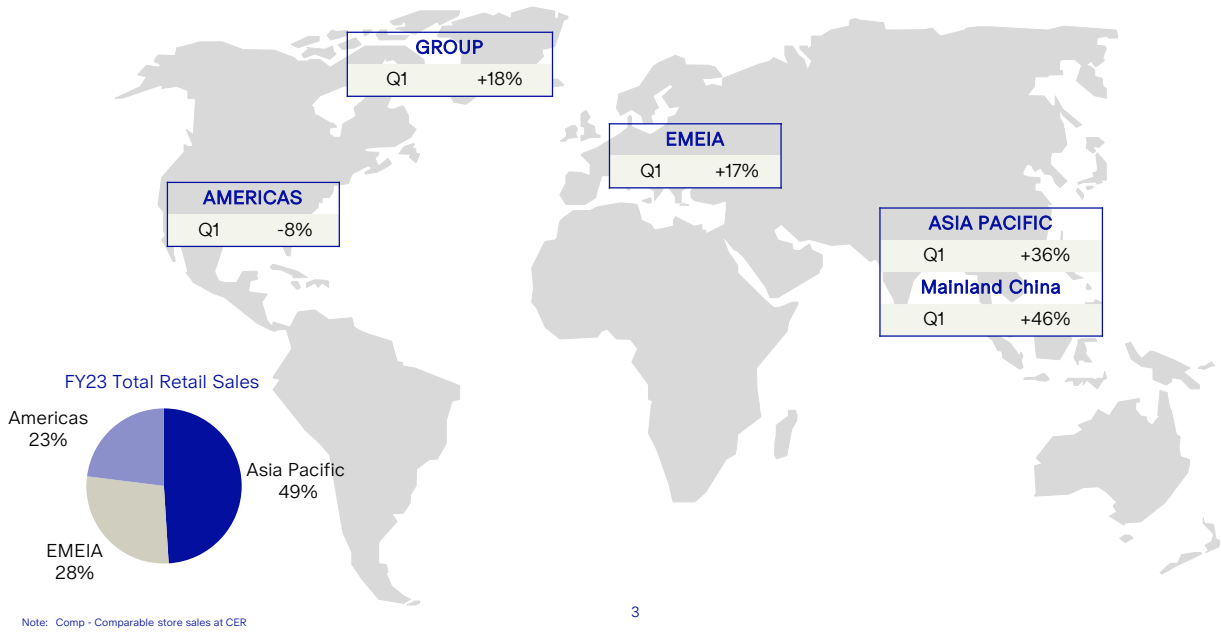 GROUP
Q1 +18%
EMEIA
Q1 +17%
AMERICAS
Q1 -8%
ASIA PACIFIC
Q1 +36%
Mainland China
Q1 +46%
FY23 Total Retail Sales
Americas
23%
Asia Pacific
49%
EMEIA
28%
3
Note: Comp - Comparable store sales at CER